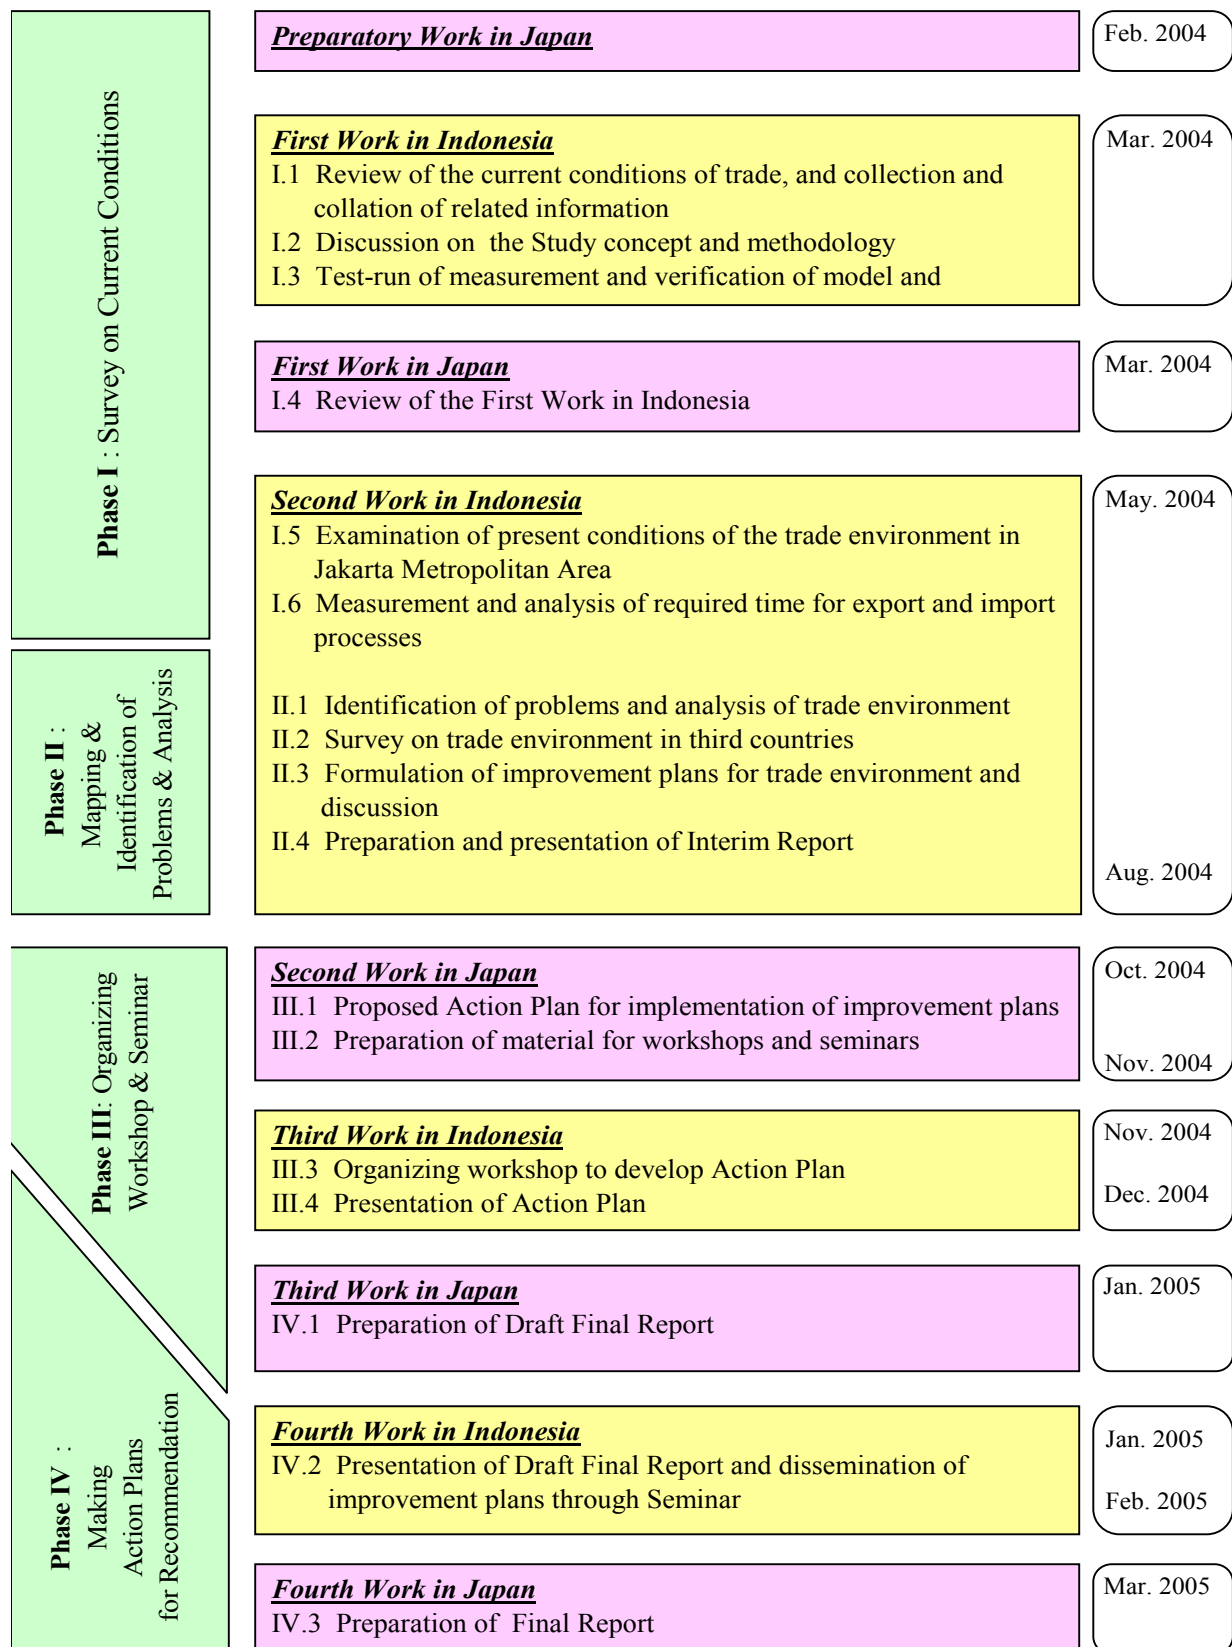 Phase I : Survey on Current Conditions
Preparatory Work in Japan
Feb. 2004
First Work in Indonesia
I.1 Review of the current conditions of trade, and collection and
collation of related information
I.2 Discussion on the Study concept and methodology
I.3 Test-run of measurement and verification of model and
Mar. 2004
First Work in Japan
I.4 Review of the First Work in Indonesia
Mar. 2004
Second Work in Indonesia
I.5 Examination of present conditions of the trade environment in
Jakarta Metropolitan Area
I.6 Measurement and analysis of required time for export and import
processes
May. 2004
Phase II :
Mapping &
Identification of
Problems & Analysis
II.1 Identification of problems and analysis of trade environment
II.2 Survey on trade environment in third countries
II.3 Formulation of improvement plans for trade environment and
discussion
II.4 Preparation and presentation of Interim Report
Aug. 2004
Phase III: Organizing
Workshop & Seminar
Second Work in Japan
III.1 Proposed Action Plan for implementation of improvement plans
III.2 Preparation of material for workshops and seminars
Oct. 2004
Nov. 2004
Third Work in Indonesia
III.3 Organizing workshop to develop Action Plan
III.4 Presentation of Action Plan
Nov. 2004
Dec. 2004
Third Work in Japan
IV.1 Preparation of Draft Final Report
Jan. 2005
Phase IV :
Making
Action Plans
for Recommendation
Fourth Work in Indonesia
IV.2 Presentation of Draft Final Report and dissemination of
improvement plans through Seminar
Jan. 2005
Feb. 2005
Fourth Work in Japan
IV.3 Preparation of Final Report
Mar. 2005